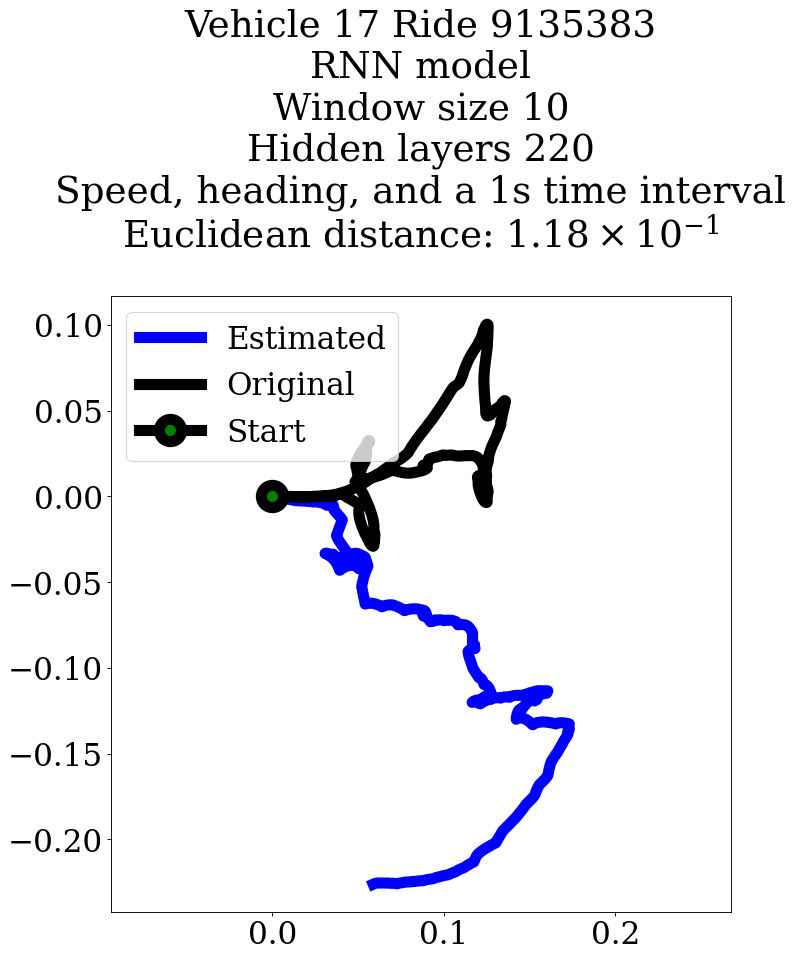 Vehicle 17 Ride 9135383
RNN model
Window size 10
Hidden layers 220
Speed, heading, and a 1s time interval
Euclidean distance: 1.18 × 10⁻¹
Estimated
Original
Start
0.10
0.05
0.00
−0.05
−0.10
−0.15
−0.20
0.0 0.1 0.2